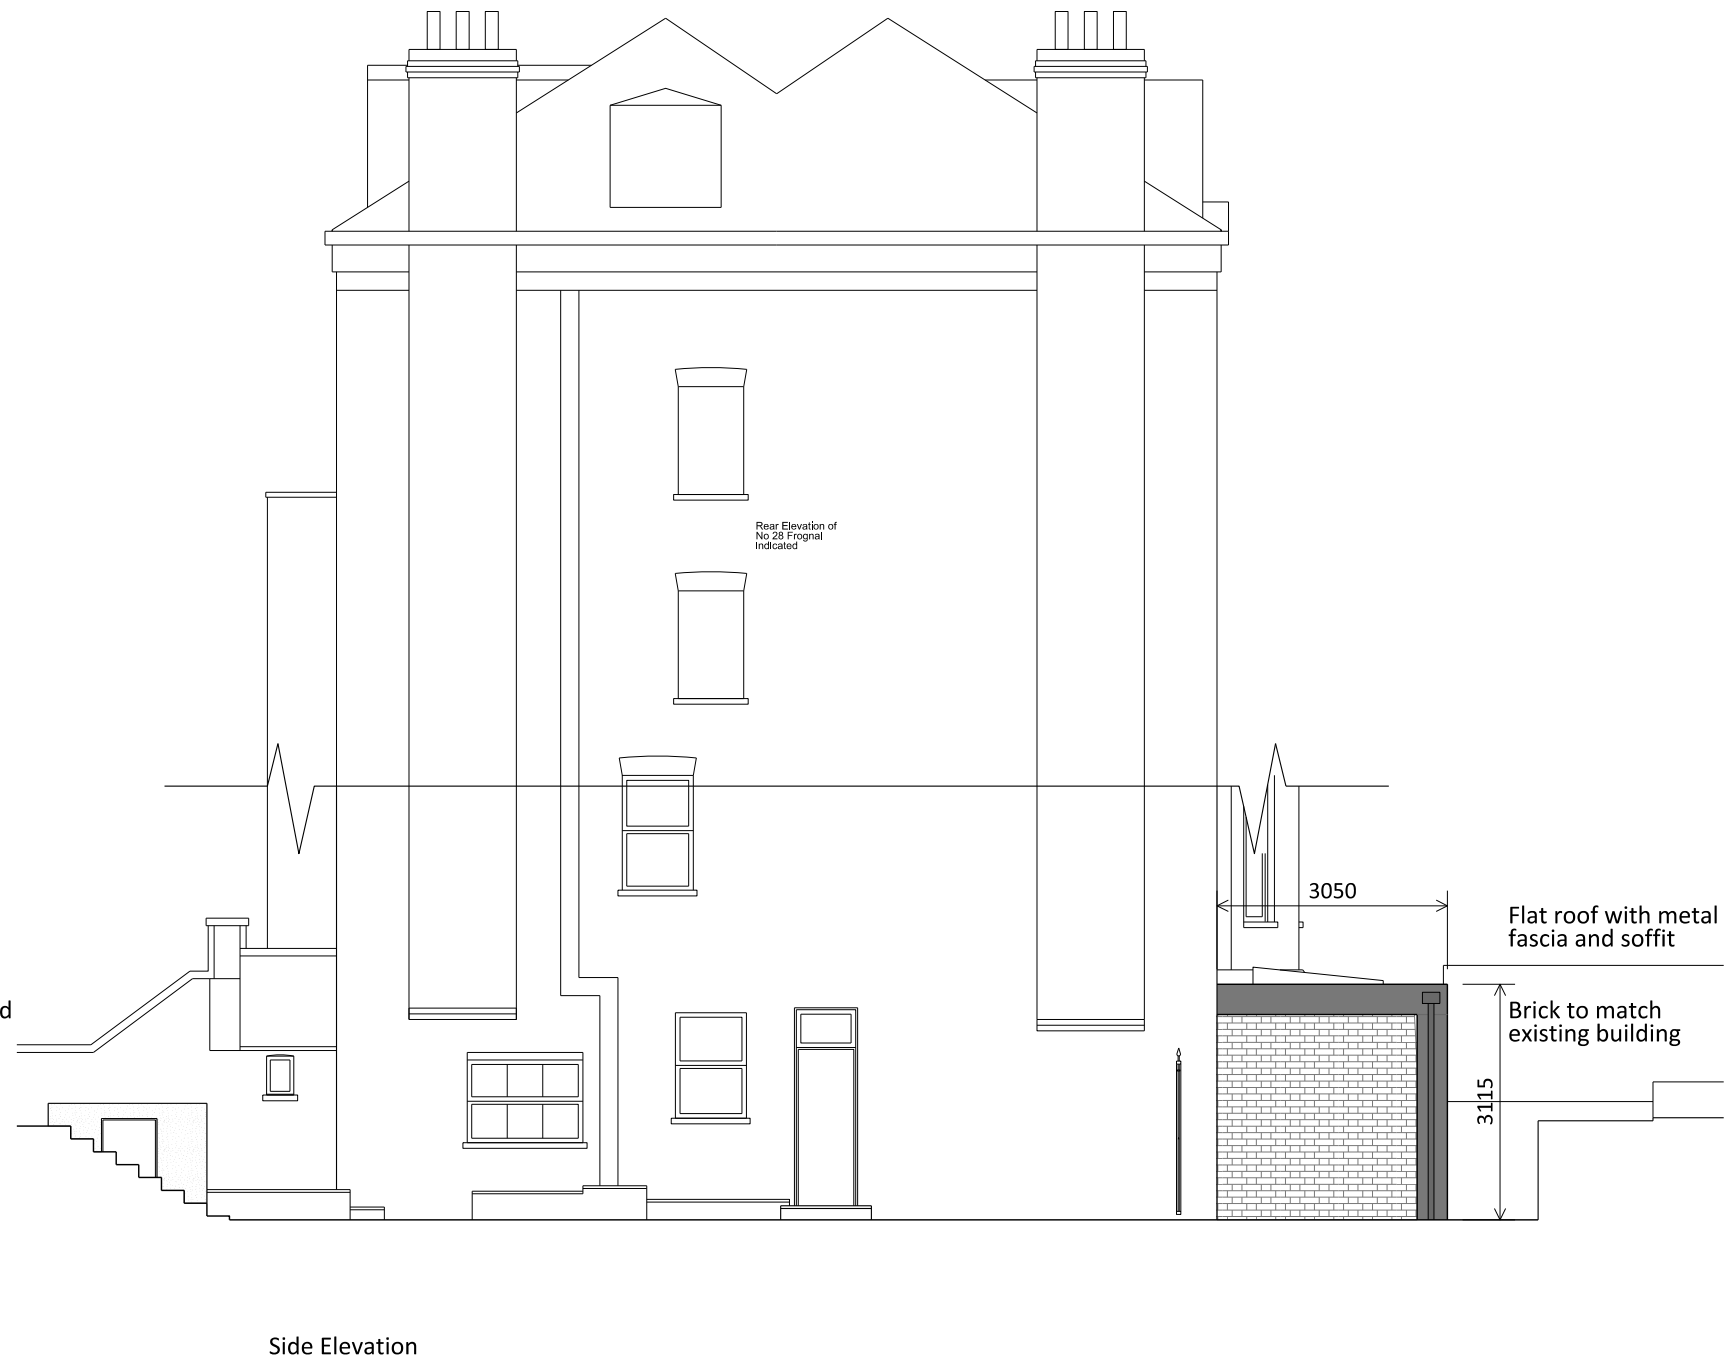 Rear Elevation of
No 28 Frognal
Indicated
3050
Flat roof with metal
fascia and soffit
d
Brick to match
existing building
3115
Side Elevation